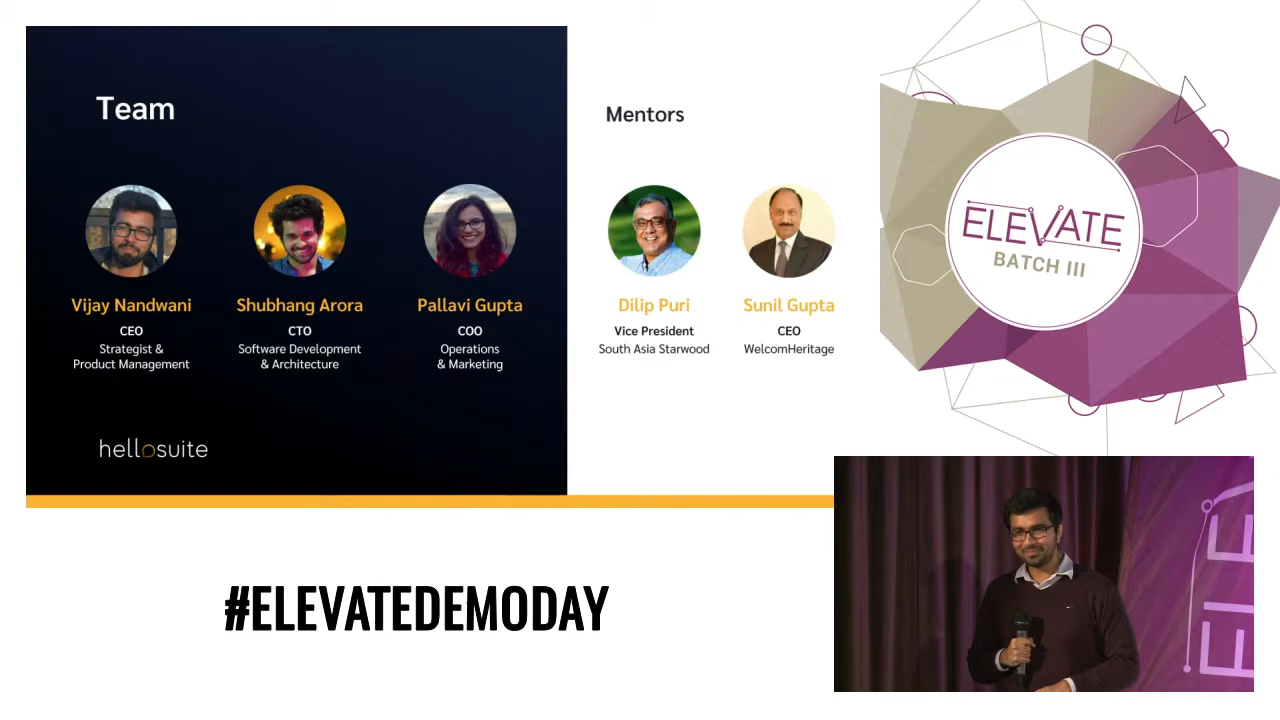 Team
Vijay Nandwani
CEO
Strategist &
Product Management
Shubhang Arora
CTO
Software Development
& Architecture
Pallavi Gupta
COO
Operations
& Marketing
hellosuite
Mentors
Dilip Puri
Vice President
South Asia Starwood
Sunil Gupta
CEO
WelcomHeritage
ELEVATE
BATCH III
#ELEVATEDEMODAY
ELE